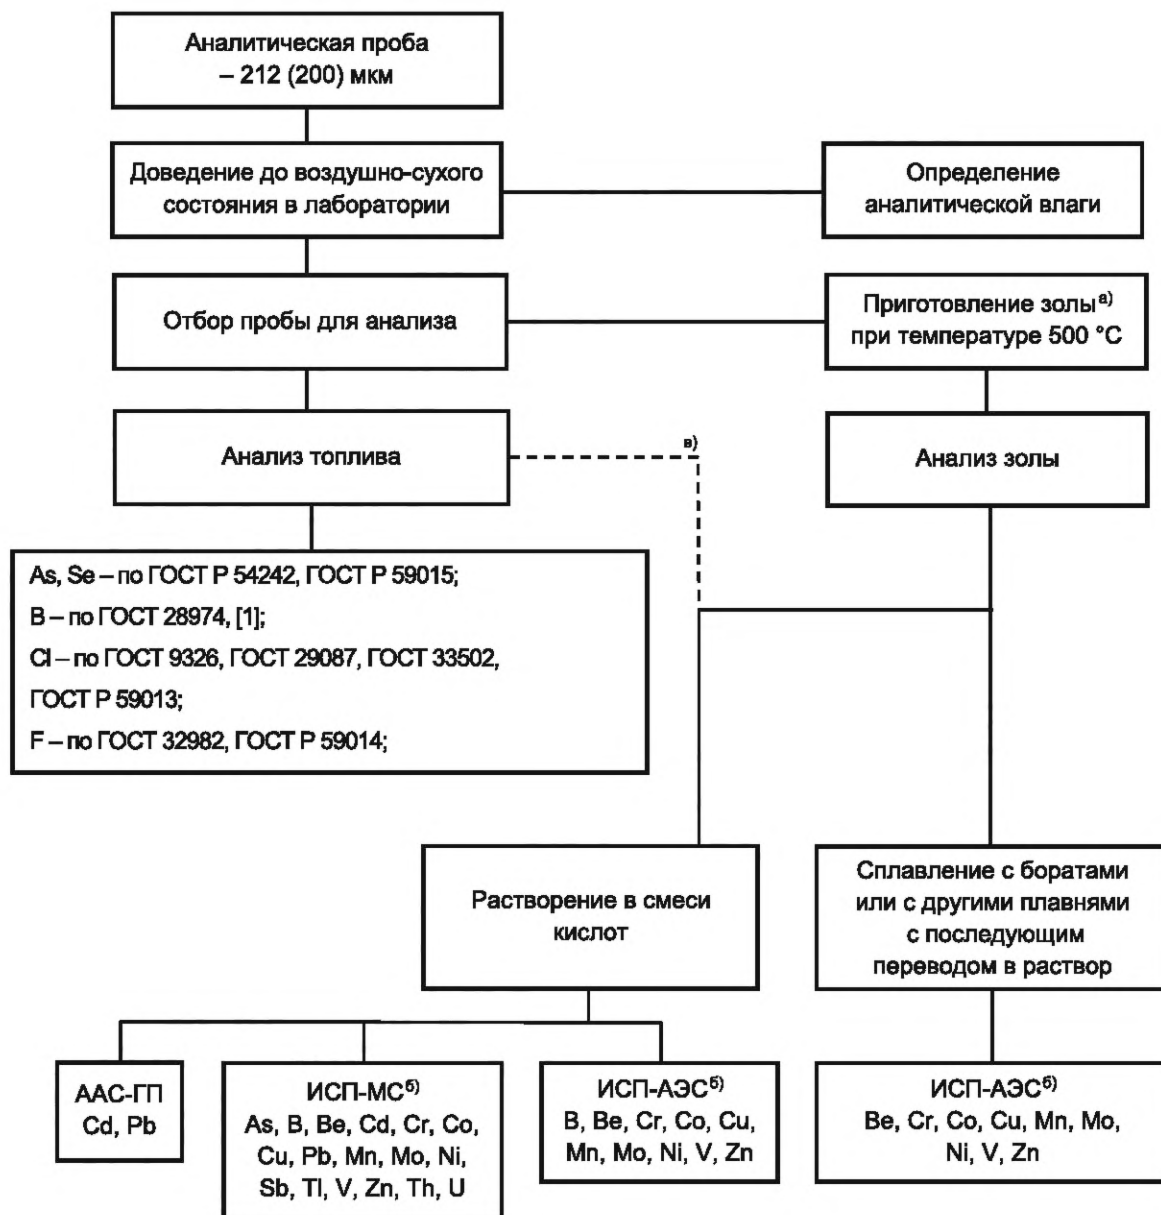 Аналитическая проба
– 212 (200) мкм
Доведение до воздушно-сухого
состояния в лаборатории
Определение
аналитической влаги
Отбор пробы для анализа
Приготовление золы а)
при температуре 500 °С
Анализ топлива
в)
Анализ золы
As, Se – по ГОСТ Р 54242, ГОСТ Р 59015;
B – по ГОСТ 28974, [1];
Cl – по ГОСТ 9326, ГОСТ 29087, ГОСТ 33502,
ГОСТ Р 59013;
F – по ГОСТ 32982, ГОСТ Р 59014;
Растворение в смеси
кислот
Сплавление с боратами
или с другими плавнями
с последующим
переводом в раствор
ААС-ГП
Cd, Pb
ИСП-МС б)
As, B, Be, Cd, Cr, Co,
Cu, Pb, Mn, Mo, Ni,
Sb, Tl, V, Zn, Th, U
ИСП-АЭС б)
B, Be, Cr, Co, Cu,
Mn, Mo, Ni, V, Zn
ИСП-АЭС б)
Be, Cr, Co, Cu, Mn, Mo,
Ni, V, Zn